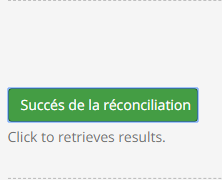 Succés de la réconciliation
Click to retrieves results.